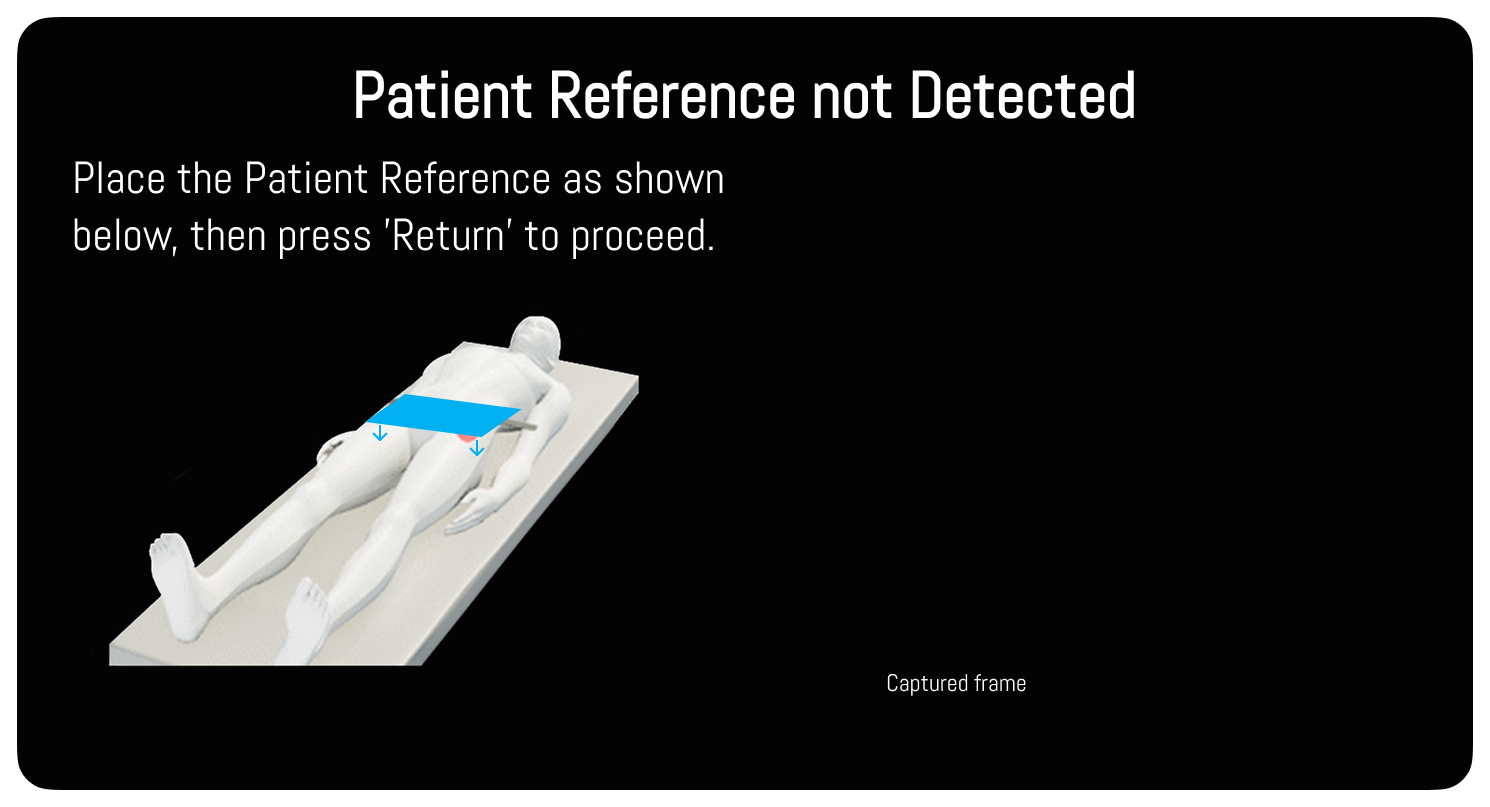 Patient Reference not Detected
Place the Patient Reference as shown
below, then press 'Return' to proceed.
Captured frame